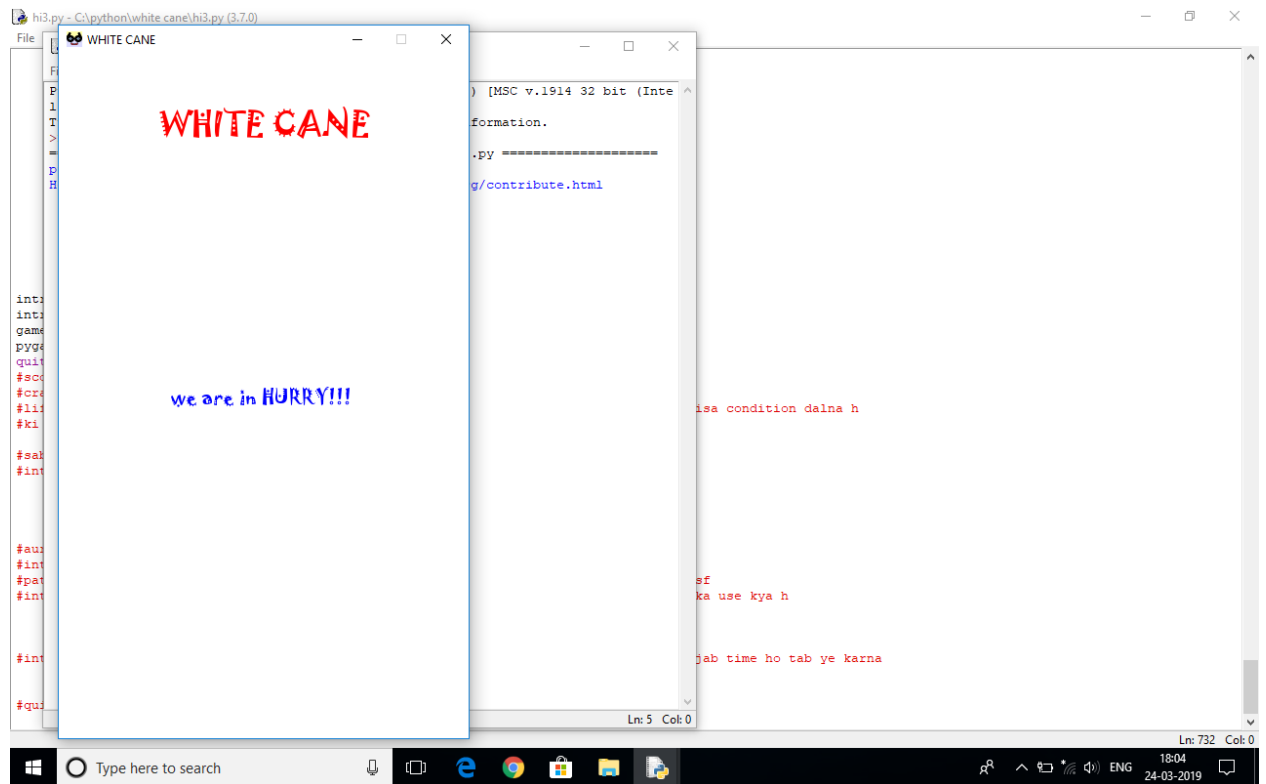 hi3.py - C:\python\white cane\hi3.py (3.7.0)
File
WHITE CANE
WHITE CANE
we are in HURRY!!!
) [MSC v.1914 32 bit (Inte
formation.
.py ====================
g/contribute.html
Ln: 5 Col: 0
#ki
isa condition dalna h
sf
ka use kya h
jab time ho tab ye karna
Ln: 732 Col: 0
Type here to search
ENG
18:04
24-03-2019